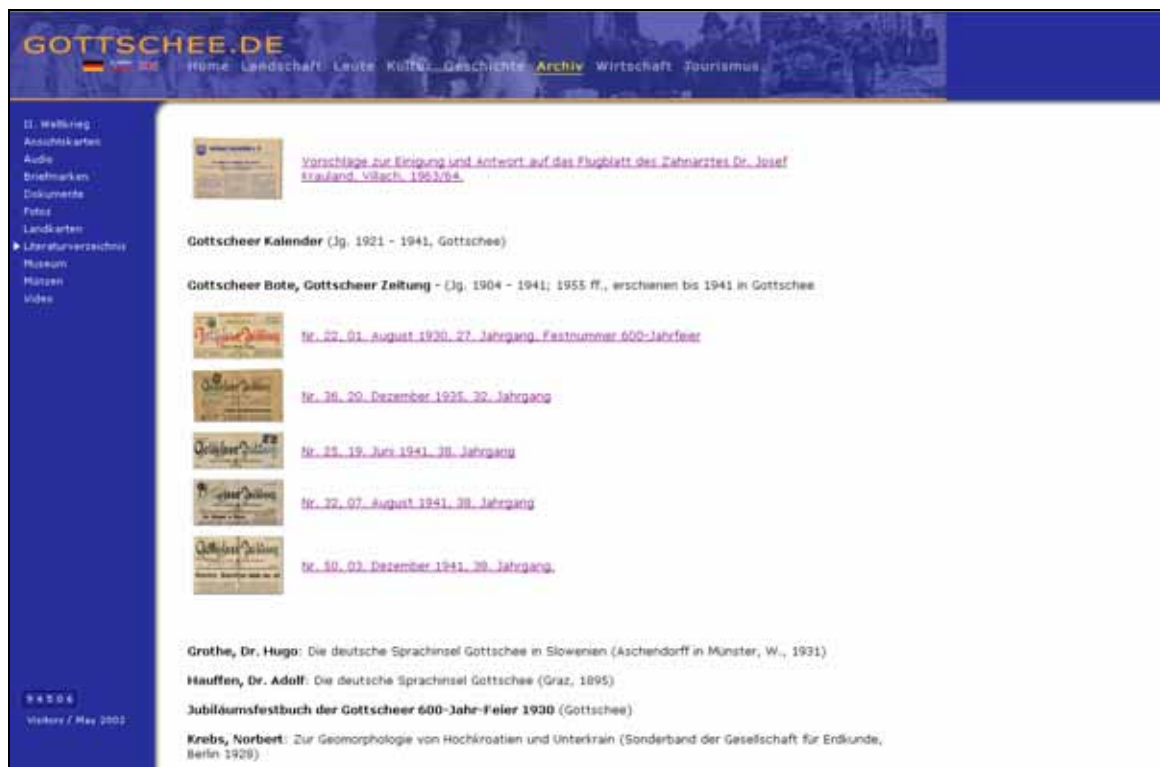 GOTTSCHEE.DE
Home Landschaft Leute Kultur Geschichte Archiv Wirtschaft Tourismus
II. Weltkrieg
Ansichtskarten
Audio
Briefmarken
Dokumente
Fotos
Landkarten
Literaturverzeichnis
Museum
Münzen
Video
94506
Visitors / May 2002
Vorschläge zur Einigung und Antwort auf das Flugblatt des Zahnarztes Dr. Josef
Krauland, Villach, 1963/64.
Gottscheer Kalender (Jg. 1921 - 1941, Gottschee)
Gottscheer Bote, Gottscheer Zeitung - (Jg. 1904 - 1941; 1955 ff., erschienen bis 1941 in Gottschee
Nr. 22, 01. August 1930, 27. Jahrgang, Festnummer 600-Jahrfeier
Nr. 36, 20. Dezember 1935, 32. Jahrgang
Nr. 25, 19. Juni 1941, 38. Jahrgang
Nr. 32, 07. August 1941, 38. Jahrgang
Nr. 50, 03. Dezember 1941, 38. Jahrgang.
Grothe, Dr. Hugo: Die deutsche Sprachinsel Gottschee in Slowenien (Aschendorff in Münster, W., 1931)
Hauffen, Dr. Adolf: Die deutsche Sprachinsel Gottschee (Graz, 1895)
Jubiläumsfestbuch der Gottscheer 600-Jahr-Feier 1930 (Gottschee)
Krebs, Norbert: Zur Geomorphologie von Hochkroatien und Unterkrain (Sonderband der Gesellschaft für Erdkunde,
Berlin 1928)